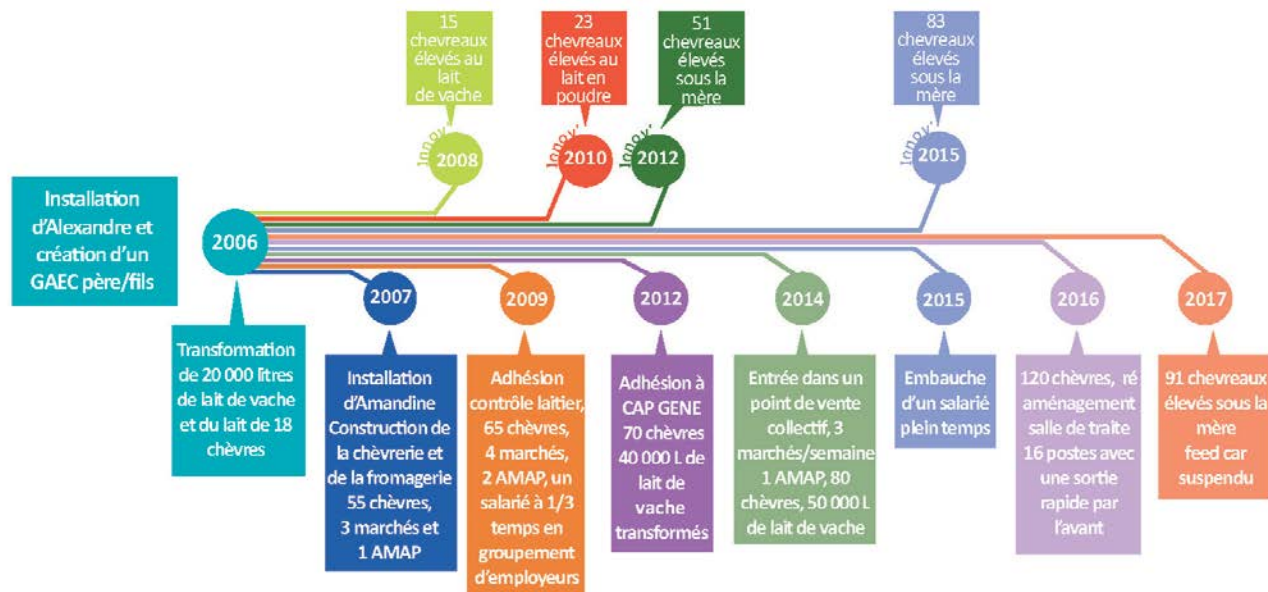 15
chevreaux
élevés au
lait
de vache
Innov'
2008
23
chevreaux
élevés au
lait en
poudre
Innov'
2010
51
chevreaux
élevés
sous la
mère
Innov'
2012
83
chevreaux
élevés
sous la
mère
Innov'
2015
Installation
d'Alexandre et
création d'un
GAEC père/fils
2006
Transformation
de 20 000 litres
de lait de vache
et du lait de 18
chèvres
2007
Installation
d'Amandine
Construction de
la chèvrerie et
de la fromagerie
55 chèvres,
3 marchés et
1 AMAP
2009
Adhésion
contrôle laitier,
65 chèvres,
4 marchés,
2 AMAP, un
salarié à 1/3
temps en
groupement
d'employeurs
2012
Adhésion à
CAP GENE
70 chèvres
40 000 L de
lait de
vache
transformés
2014
Entrée dans un
point de vente
collectif, 3
marchés/semaine
1 AMAP, 80
chèvres, 50 000 L
de lait de vache
2015
Embauche
d'un salarié
plein temps
2016
120 chèvres, ré
aménagement
salle de traite
16 postes avec
une sortie
rapide par
l'avant
2017
91 chevreaux
élevés sous la
mère
feed car
suspendu